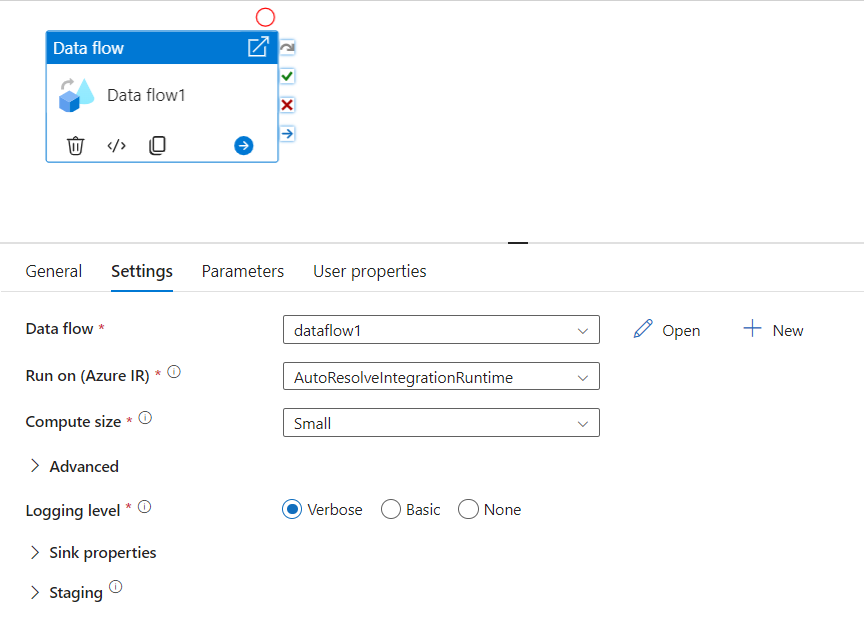 Data flow
Data flow1
General Settings Parameters User properties
Data flow * dataflow1 Open New
Run on (Azure IR) * AutoResolveIntegrationRuntime
Compute size * Small
Advanced
Logging level * Verbose Basic None
Sink properties
Staging